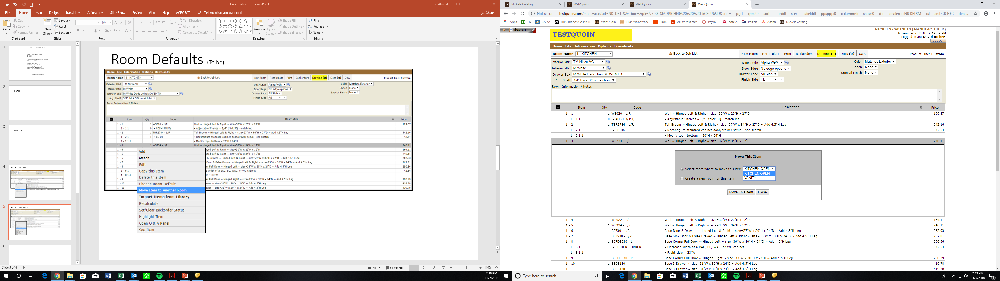 Presentation1 - PowerPoint
Leo Almeida
File Home Insert Design Transitions Animations Slide Show Review View Help ACROBAT Tell me what you want to do Share
Paste
Cut
Copy
Format Painter
Clipboard
New Slide
Layout
Reset
Section
Slides
Font
Text Direction
Align Text
Convert to SmartArt
Paragraph
Arrange
Quick Styles
Shape Fill
Shape Outline
Shape Effects
Drawing
Find
Replace
Select
Editing
1
2
Keith
3
Megan
4
Room Defaults
5
Room Defaults
6
Room Defaults (To be)
Home File Information Options Downloads
Room Name 1 - KITCHEN Back to Job List New Room Recalculate Print Backorders Drawing (0) Docs (0) Q&A Product Line: Custom
Exterior Mtrl TM Nizza VG Door Style Alpha VGM Color Matches Exterior
Interior Mtrl M White Door Edge No edge options Sheen None
Drawer Box M White Dado Joint MOVENTO Drawer Face All Slab Special Finish None
Adj. Shelf 3/4" thick SQ - match int Finish Side FE
Room Information / Notes
Item Qty Code Description Price
1 - 1 1 W3020 - L/R Wall ~ Hinged Left & Right ~ size=30"W x 20"H x 27"D 199.37
1 - 1.1 0 • ADSH-3/4SQ • Adjustable Shelves ~ 3/4" thick SQ - match int
1 - 2 1 TBR2784 - L/R Tall Broom ~ Hinged Left & Right ~ size=27"W x 84"H x 27"D ~ Add 4.5"H Leg 542.16
1 - 2.1 1 • CC-D6 • Reconfigure standard cabinet door/drawer setup - see sketch 42.54
1 - 2.1.1 • Modify top - bottom = 20"H / 64"H
1 - 3 1 W3234 - L/R Wall ~ Hinged Left & Right ~ size=32"W x 34"H x 12"D 240.11
1 - 4 nged Left & Right ~ size=30"W x 22"H x 12"D 164.11
1 - 5 nged Left & Right ~ size=33"W x 34"H x 12"D 240.11
1 - 6 & Drawer ~ Hinged Left & Right ~ size=27"W x 30"H x 24"D ~ Add 4.5"H Leg 262.93
1 - 7 Door & False Drawer ~ Hinged Left & Right ~ size=35"W x 30"H x 24"D ~ Add 4.5"H Leg 262.81
1 - 8 er Full Door ~ Hinged Left ~ size=36"W x 30"H x 24"D ~ Add 4.5"H Leg 290.56
1 - 8.1 width of a BAC, BC, WAC, or WC cabinet 42.54
1 - 8.1.1 de = 33"W
1 - 9 er Full Door ~ Hinged Right ~ size=33"W x 30"H x 24"D ~ Add 4.5"H Leg 260.39
1 - 10 awer ~ size=31"W x 30"H x 24"D ~ Add 4.5"H Leg 419.78
1 - 11 awer ~ size=31"W x 30"H x 24"D ~ Add 4.5"H Leg 419.78
Add
Attach
Edit
Copy this Item
Delete this Item
Change Room Default
Move Item to Another Room
Import Items from Library
Recalculate
Set/Clear Backorder Status
Highlight Item
Open Q & A Panel
See Item
Slide 5 of 8
Notes Comments 114%
2:19 PM
11/7/2018
Nickels Catalog WebQuoin WebQuoin WebQuoin
Not secure | testquoin.com/main.wcsx?sid=NKLDETLS&srbox=&pk=NICKELSMDRICHER%20%20%20_5C50U65I9&xref=~~pg:1~~rpp:20~~sort:[]~~ord:[]~~stext:~~sfield:[]~~ppsppp:0~~columnref:~~show:0~~dlr:~~dealerno:NICKELSM~~rslsman:DRICHER~~deal...
Apps TD CAIXA Hiku Brands Co Ltd WebQuoin Elias Woodwork Blum AliExpress.com Payroll hafele. kaizen Asana Nickels Catalog
Search
TESTQUOIN
NICKELS CABINETS (MANUFACTURER)
November 7, 2018 2:19:59 PM
Logged in as: David Richer
LOGOUT
Home File Information Options Downloads
Room Name 1 - KITCHEN Back to Job List New Room Recalculate Print Backorders Drawing (0) Docs (0) Q&A Product Line: Custom
Exterior Mtrl TM Nizza VG Door Style Alpha VGM Color Matches Exterior
Interior Mtrl M White Door Edge No edge options Sheen None
Drawer Box M White Dado Joint MOVENTO Drawer Face All Slab Special Finish None
Adj. Shelf 3/4" thick SQ - match int Finish Side FE
Room Information / Notes
Item Qty Code Description Price
1 - 1 1 W3020 - L/R Wall ~ Hinged Left & Right ~ size=30"W x 20"H x 27"D 199.37
1 - 1.1 0 • ADSH-3/4SQ • Adjustable Shelves ~ 3/4" thick SQ - match int
1 - 2 1 TBR2784 - L/R Tall Broom ~ Hinged Left & Right ~ size=27"W x 84"H x 27"D ~ Add 4.5"H Leg 542.16
1 - 2.1 1 • CC-D6 • Reconfigure standard cabinet door/drawer setup - see sketch 42.54
1 - 2.1.1 • Modify top - bottom = 20"H / 64"H
1 - 3 1 W3234 - L/R Wall ~ Hinged Left & Right ~ size=32"W x 34"H x 12"D 240.11
Move This Item
Select room where to move this item KITCHEN OPEN
KITCHEN OPEN
VANITY
Create a new room for this item
Move This Item Close
1 - 4 1 W3022 - L/R Wall ~ Hinged Left & Right ~ size=30"W x 22"H x 12"D 164.11
1 - 5 1 W3334 - L/R Wall ~ Hinged Left & Right ~ size=33"W x 34"H x 12"D 240.11
1 - 6 1 B2730 - L/R Base Door & Drawer ~ Hinged Left & Right ~ size=27"W x 30"H x 24"D ~ Add 4.5"H Leg 262.93
1 - 7 1 BS3530 - L/R Base Sink Door & False Drawer ~ Hinged Left & Right ~ size=35"W x 30"H x 24"D ~ Add 4.5"H Leg 262.81
1 - 8 1 BCFD3630 - L Base Corner Full Door ~ Hinged Left ~ size=36"W x 30"H x 24"D ~ Add 4.5"H Leg 290.56
1 - 8.1 1 • CC-DCR-CORNER • Decrease width of a BAC, BC, WAC, or WC cabinet 42.54
1 - 8.1.1 • Right side = 33"W
1 - 9 1 BCFD3330 - R Base Corner Full Door ~ Hinged Right ~ size=33"W x 30"H x 24"D ~ Add 4.5"H Leg 260.39
1 - 10 1 B3D3130 Base 3 Drawer ~ size=31"W x 30"H x 24"D ~ Add 4.5"H Leg 419.78
1 - 11 1 B3D3130 Base 3 Drawer ~ size=31"W x 30"H x 24"D ~ Add 4.5"H Leg 419.78
Type here to search
2:19 PM
11/7/2018